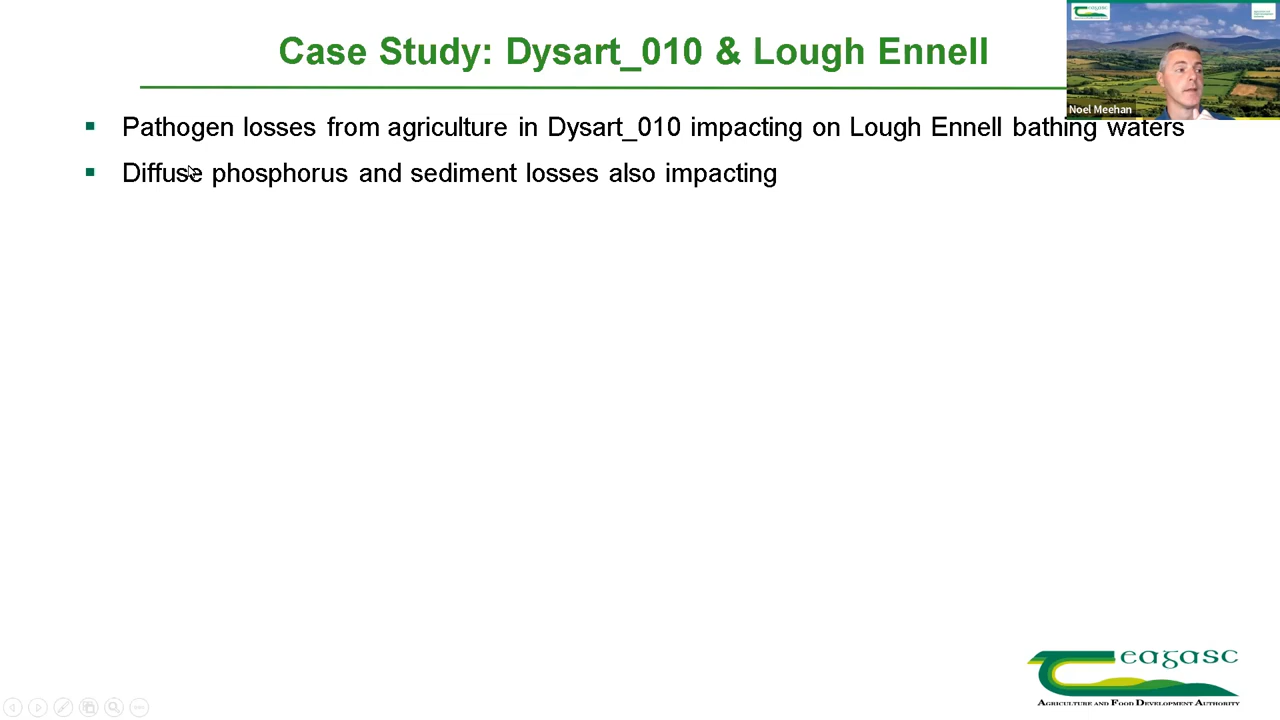 Case Study: Dysart_010 & Lough Ennell
Noel Meehan
Pathogen losses from agriculture in Dysart_010 impacting on Lough Ennell bathing waters
Diffuse phosphorus and sediment losses also impacting
eagasc
AGRICULTURE AND FOOD DEVELOPMENT AUTHORITY